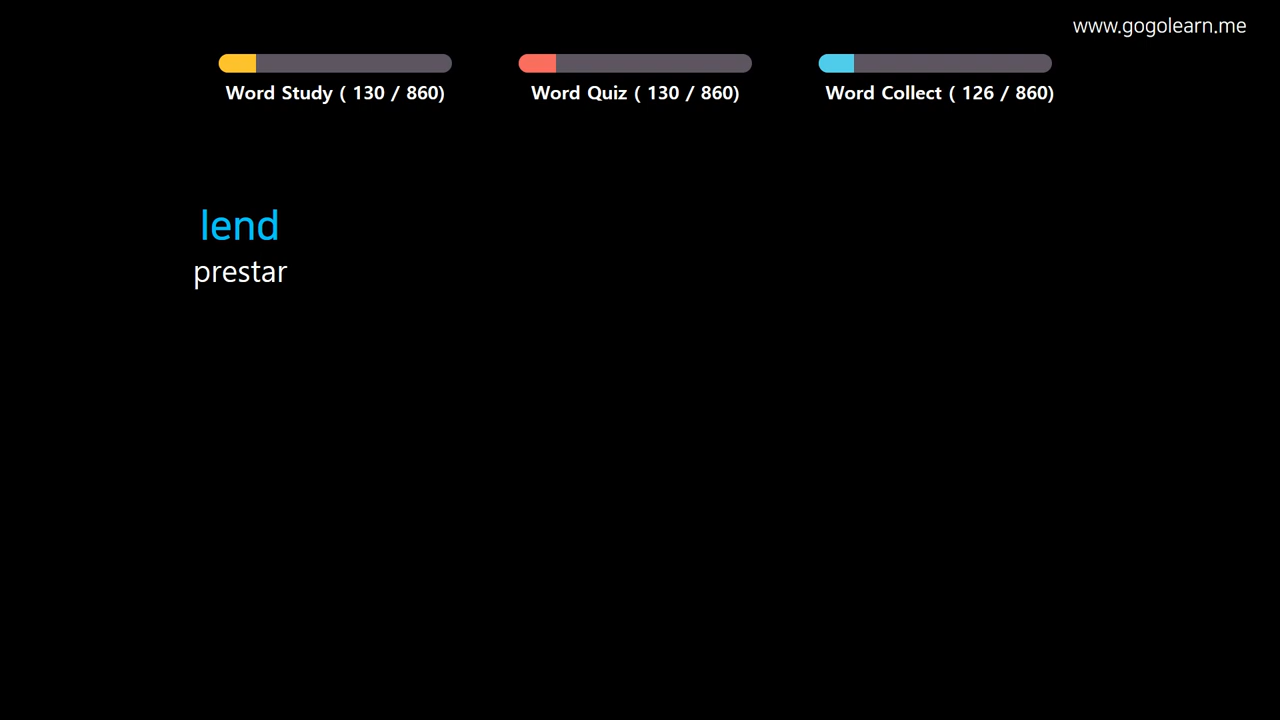 www.gogolearn.me
Word Study ( 130 / 860)
Word Quiz ( 130 / 860)
Word Collect ( 126 / 860)
lend
prestar